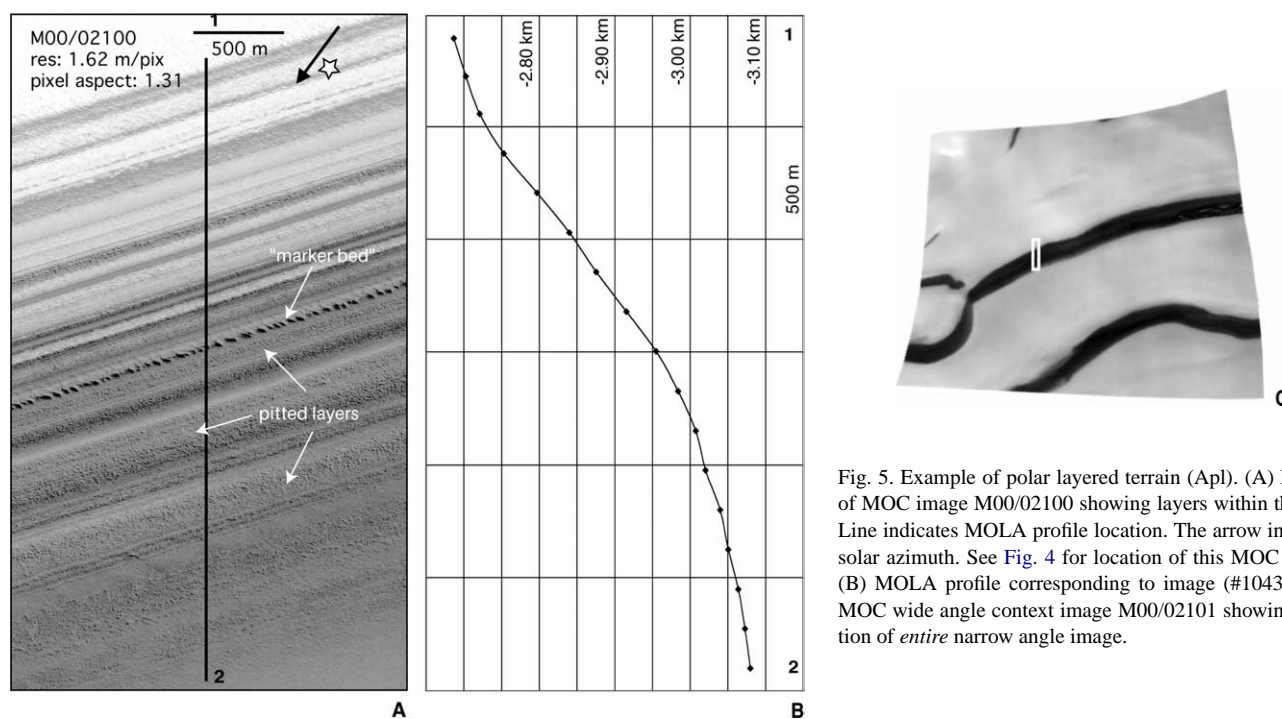 1
M00/02100
res: 1.62 m/pix
pixel aspect: 1.31
500 m
"marker bed"
pitted layers
2
A
-2.80 km
-2.90 km
-3.00 km
-3.10 km
1
500 m
2
B
Fig. 5. Example of polar layered terrain (Apl). (A)
of MOC image M00/02100 showing layers within
Line indicates MOLA profile location. The arrow
solar azimuth. See Fig. 4 for location of this MOC
(B) MOLA profile corresponding to image
MOC wide angle context image M00/02101
tion of entire narrow angle image.